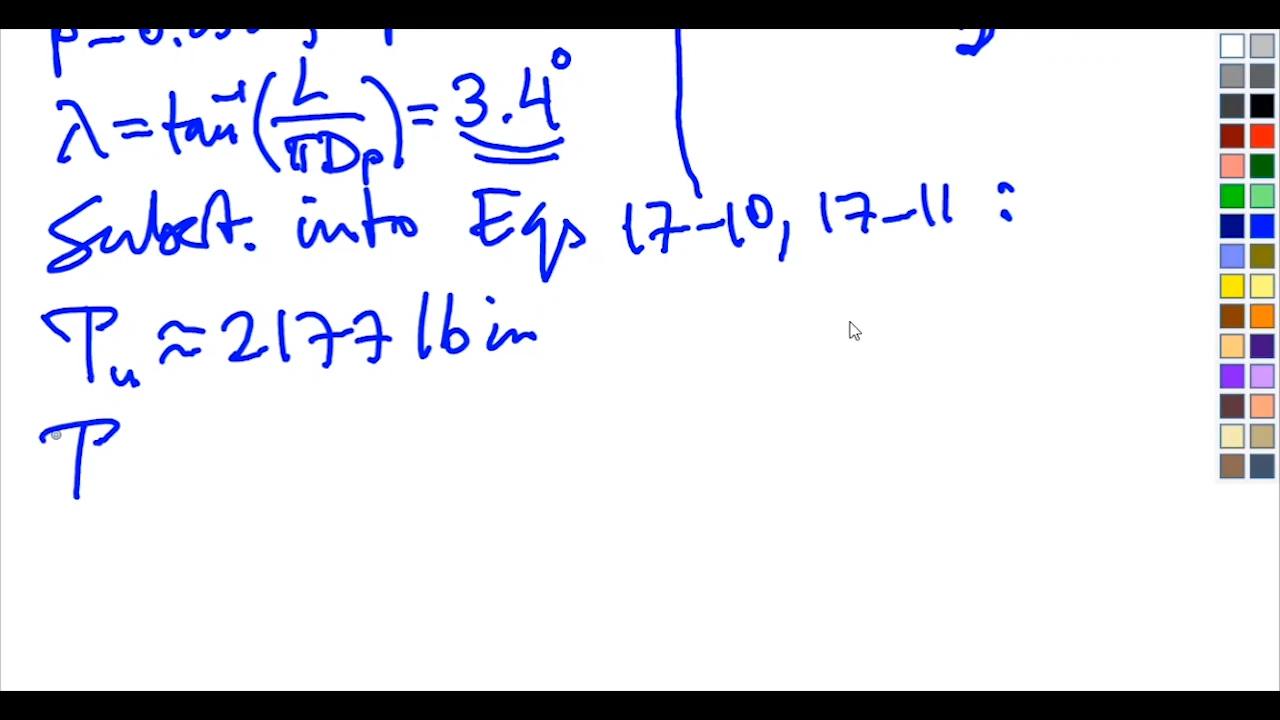 λ = tan⁻¹(L/πDp) = 3.4°
Subst. into Eqs 17-10, 17-11 :
Tu ≈ 2177 lb in
T